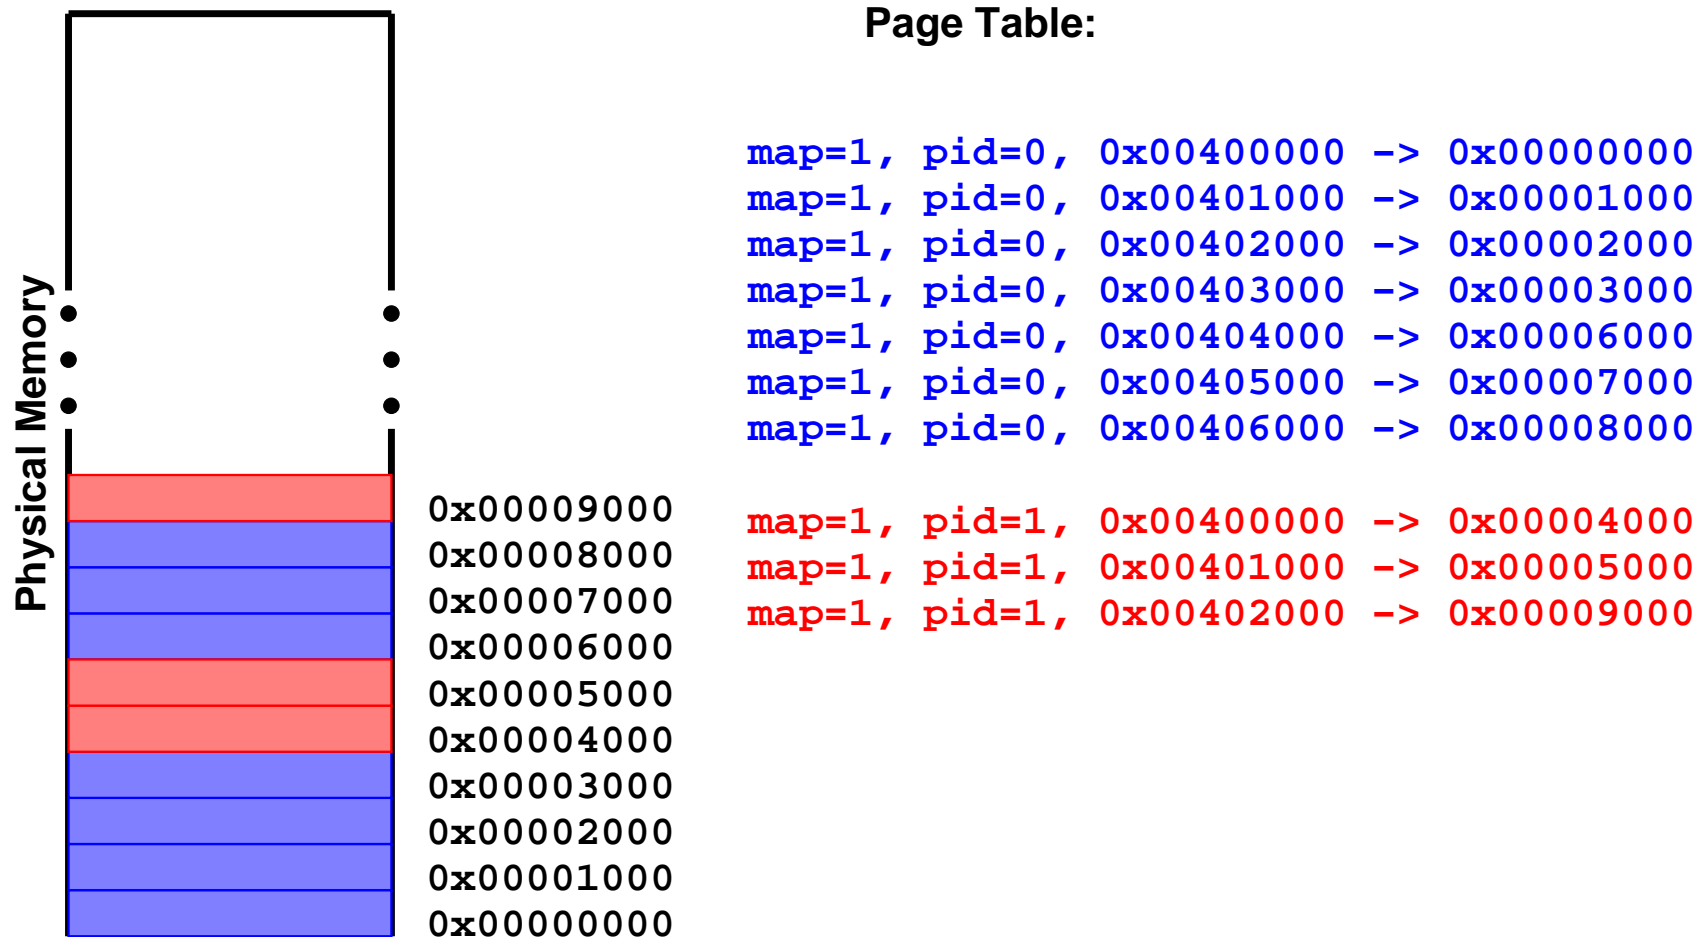 Page Table:
map=1, pid=0, 0x00400000 -> 0x00000000
map=1, pid=0, 0x00401000 -> 0x00001000
map=1, pid=0, 0x00402000 -> 0x00002000
map=1, pid=0, 0x00403000 -> 0x00003000
map=1, pid=0, 0x00404000 -> 0x00006000
map=1, pid=0, 0x00405000 -> 0x00007000
map=1, pid=0, 0x00406000 -> 0x00008000
map=1, pid=1, 0x00400000 -> 0x00004000
map=1, pid=1, 0x00401000 -> 0x00005000
map=1, pid=1, 0x00402000 -> 0x00009000
Physical Memory
0x00009000
0x00008000
0x00007000
0x00006000
0x00005000
0x00004000
0x00003000
0x00002000
0x00001000
0x00000000